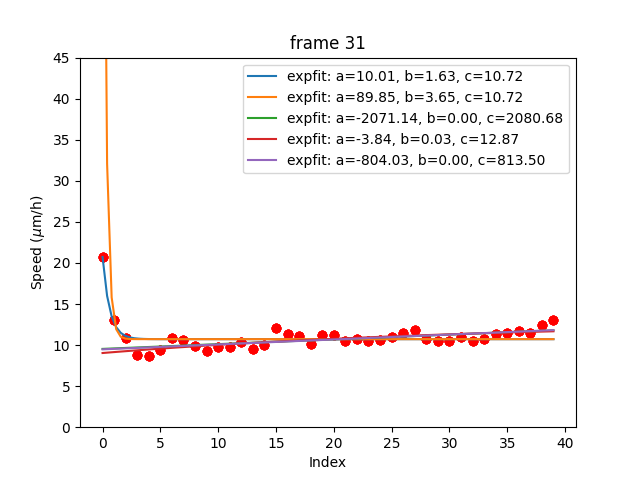 frame 31
expfit: a=10.01, b=1.63, c=10.72
expfit: a=89.85, b=3.65, c=10.72
expfit: a=-2071.14, b=0.00, c=2080.68
expfit: a=-3.84, b=0.03, c=12.87
expfit: a=-804.03, b=0.00, c=813.50
Speed (μm/h)
45
40
35
30
25
20
15
10
5
0
0 5 10 15 20 25 30 35 40
Index